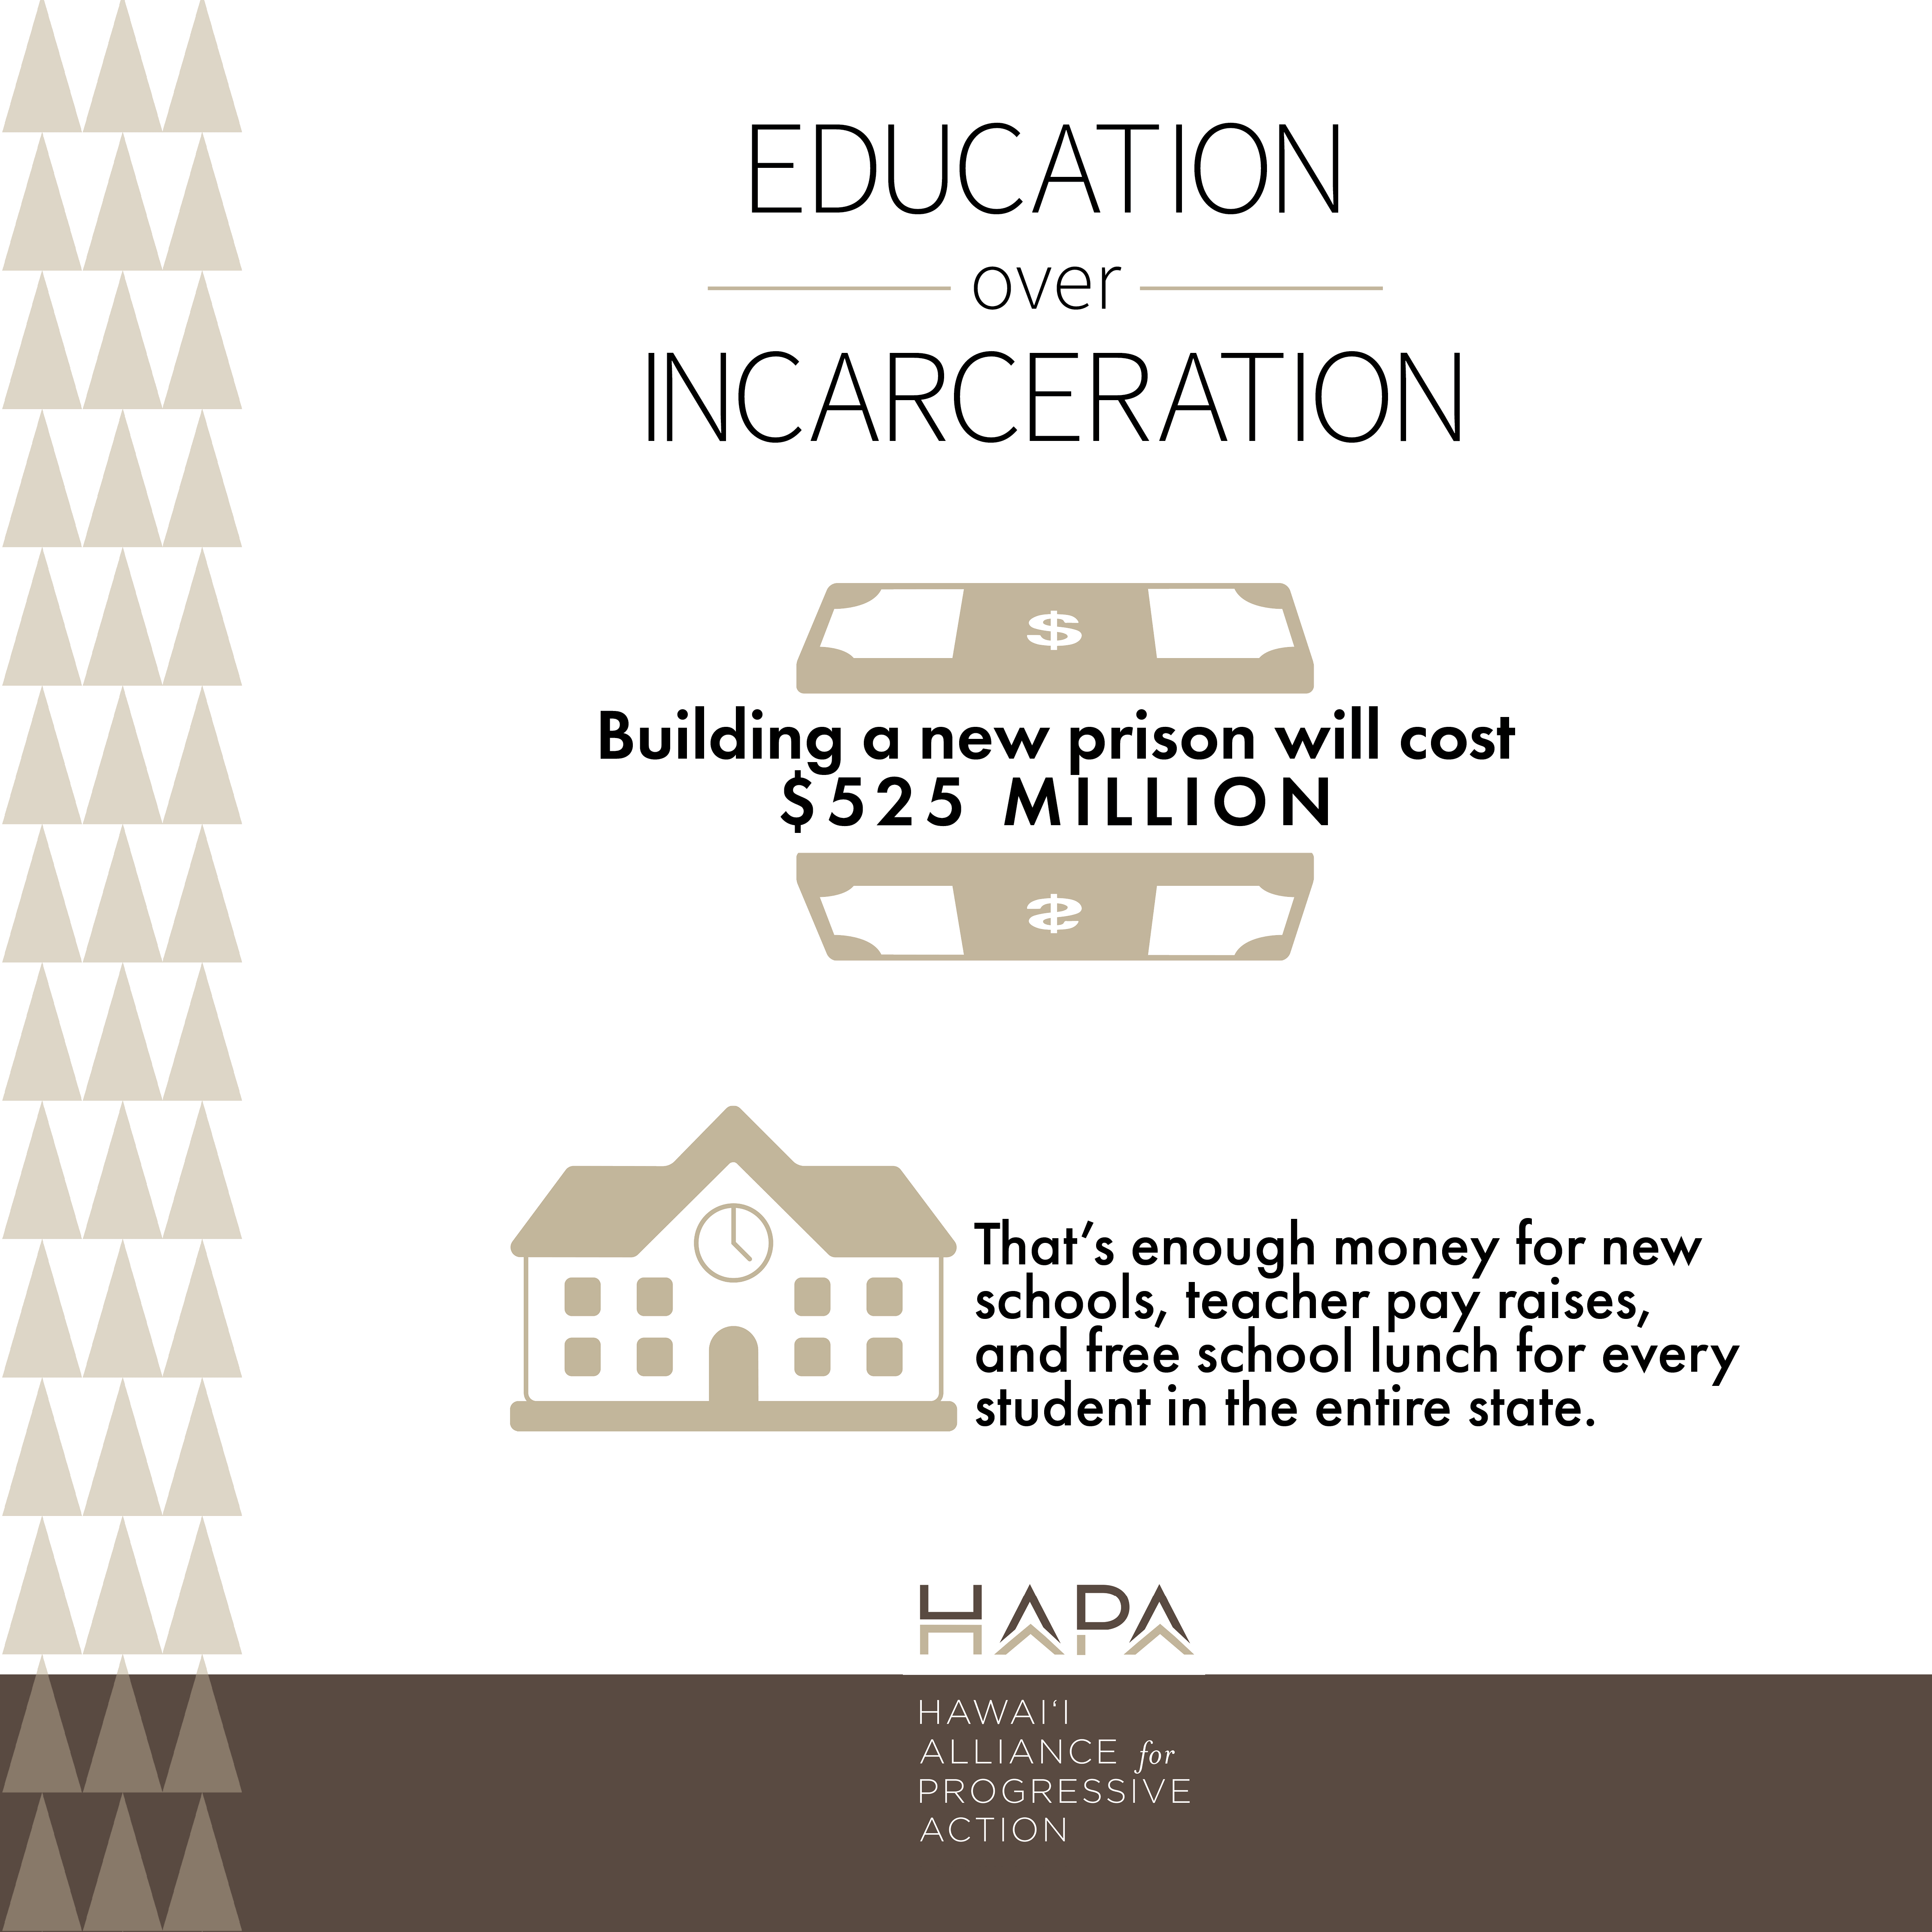 EDUCATION
over
INCARCERATION
$
Building a new prison will cost
$525 MILLION
$
That's enough money for new
schools, teacher pay raises,
and free school lunch for every
student in the entire state.
HAPA
HAWAIʻI
ALLIANCE for
PROGRESSIVE
ACTION